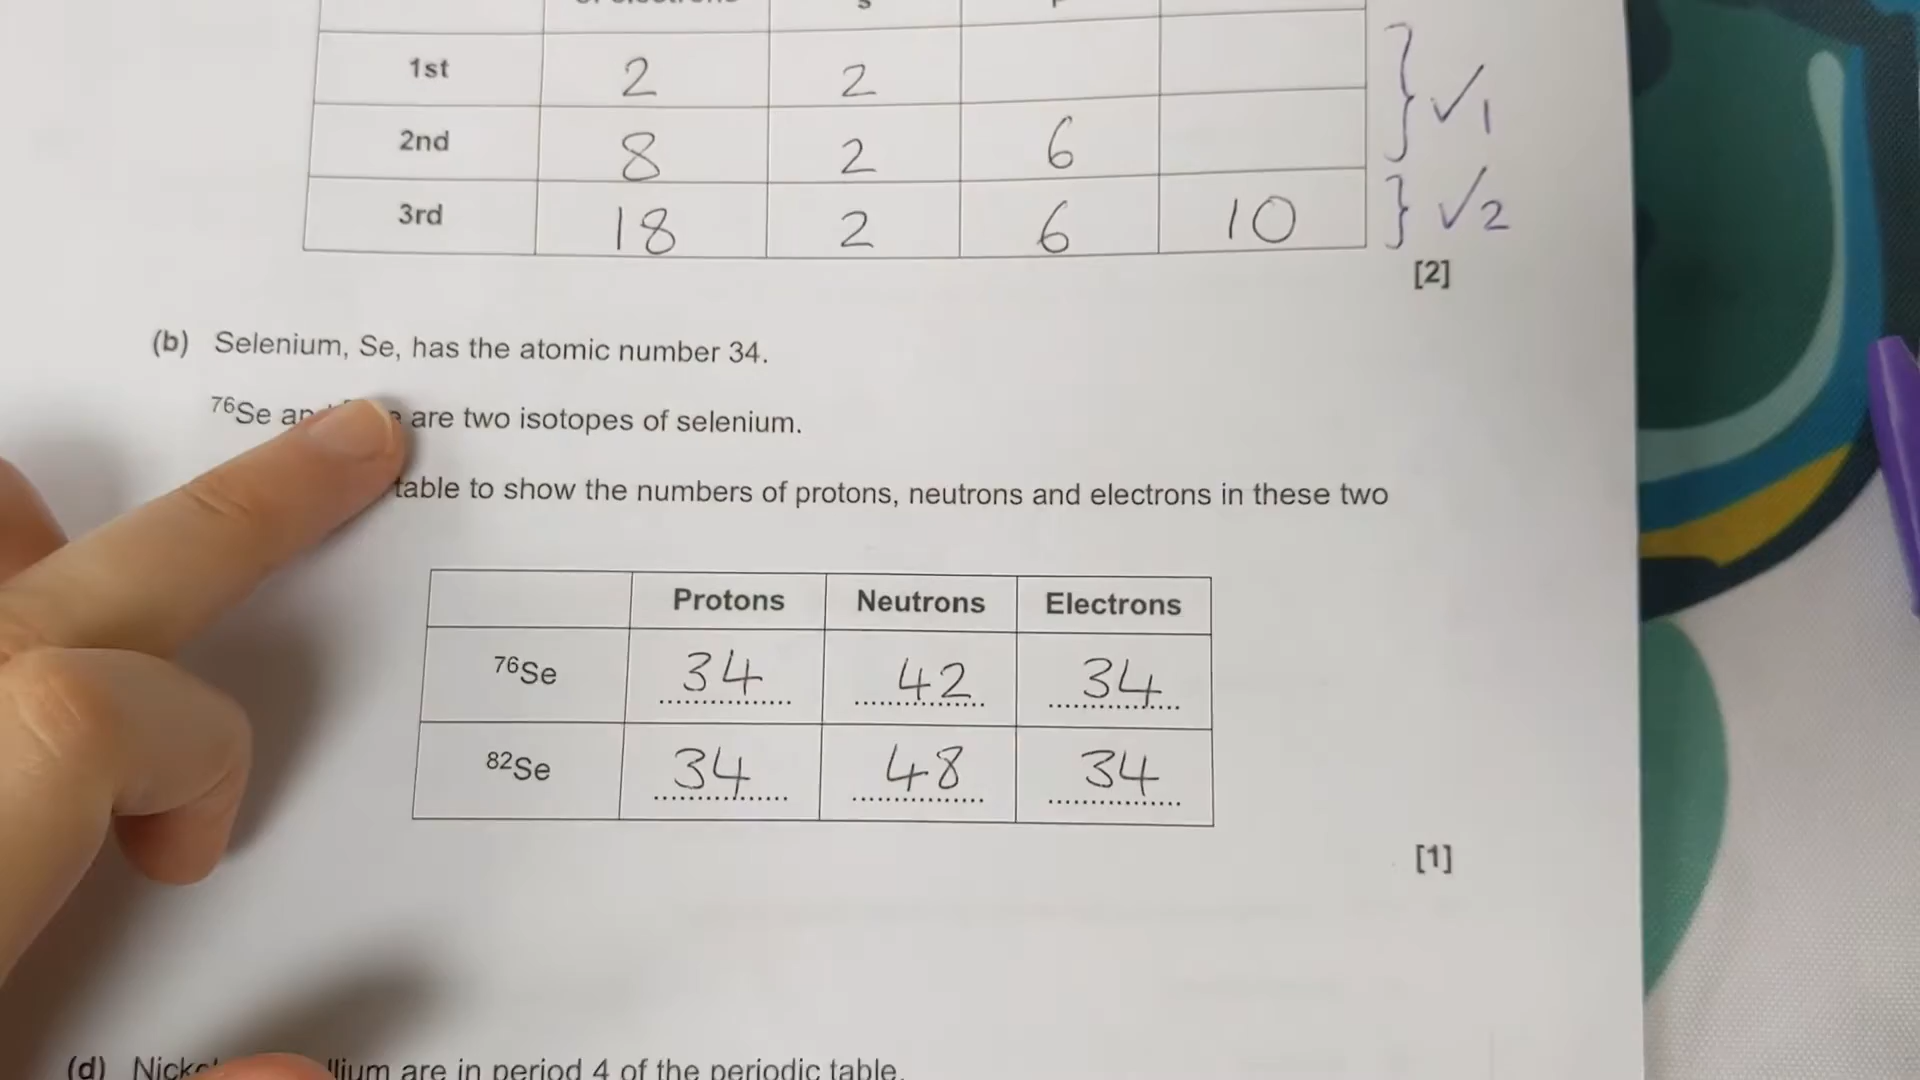 1st 2 2
2nd 8 2 6
√1
3rd 18 2 6 10
√2
[2]
(b) Selenium, Se, has the atomic number 34.
⁷⁶Se are two isotopes of selenium.
table to show the numbers of protons, neutrons and electrons in these two
Protons Neutrons Electrons
⁷⁶Se 34 42 34
⁸²Se 34 48 34
[1]
(d) are in period 4 of the periodic table.